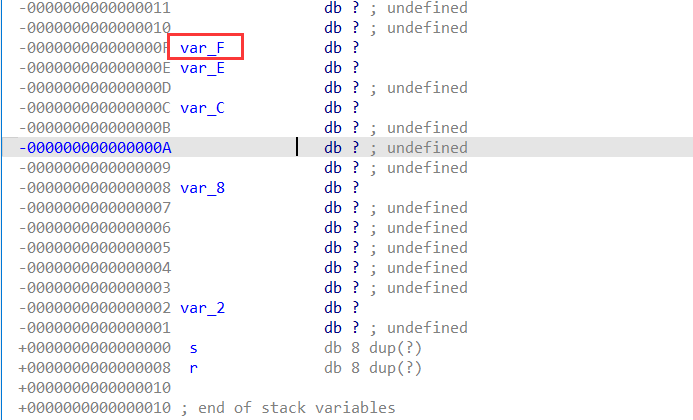 -0000000000000011 db ? ; undefined
-0000000000000010 db ? ; undefined
-000000000000000F var_F db ?
-000000000000000E var_E db ?
-000000000000000D db ? ; undefined
-000000000000000C var_C db ?
-000000000000000B db ? ; undefined
-000000000000000A db ? ; undefined
-0000000000000009 db ? ; undefined
-0000000000000008 var_8 db ?
-0000000000000007 db ? ; undefined
-0000000000000006 db ? ; undefined
-0000000000000005 db ? ; undefined
-0000000000000004 db ? ; undefined
-0000000000000003 db ? ; undefined
-0000000000000002 var_2 db ?
-0000000000000001 db ? ; undefined
+0000000000000000 s db 8 dup(?)
+0000000000000008 r db 8 dup(?)
+0000000000000010
+0000000000000010 ; end of stack variables